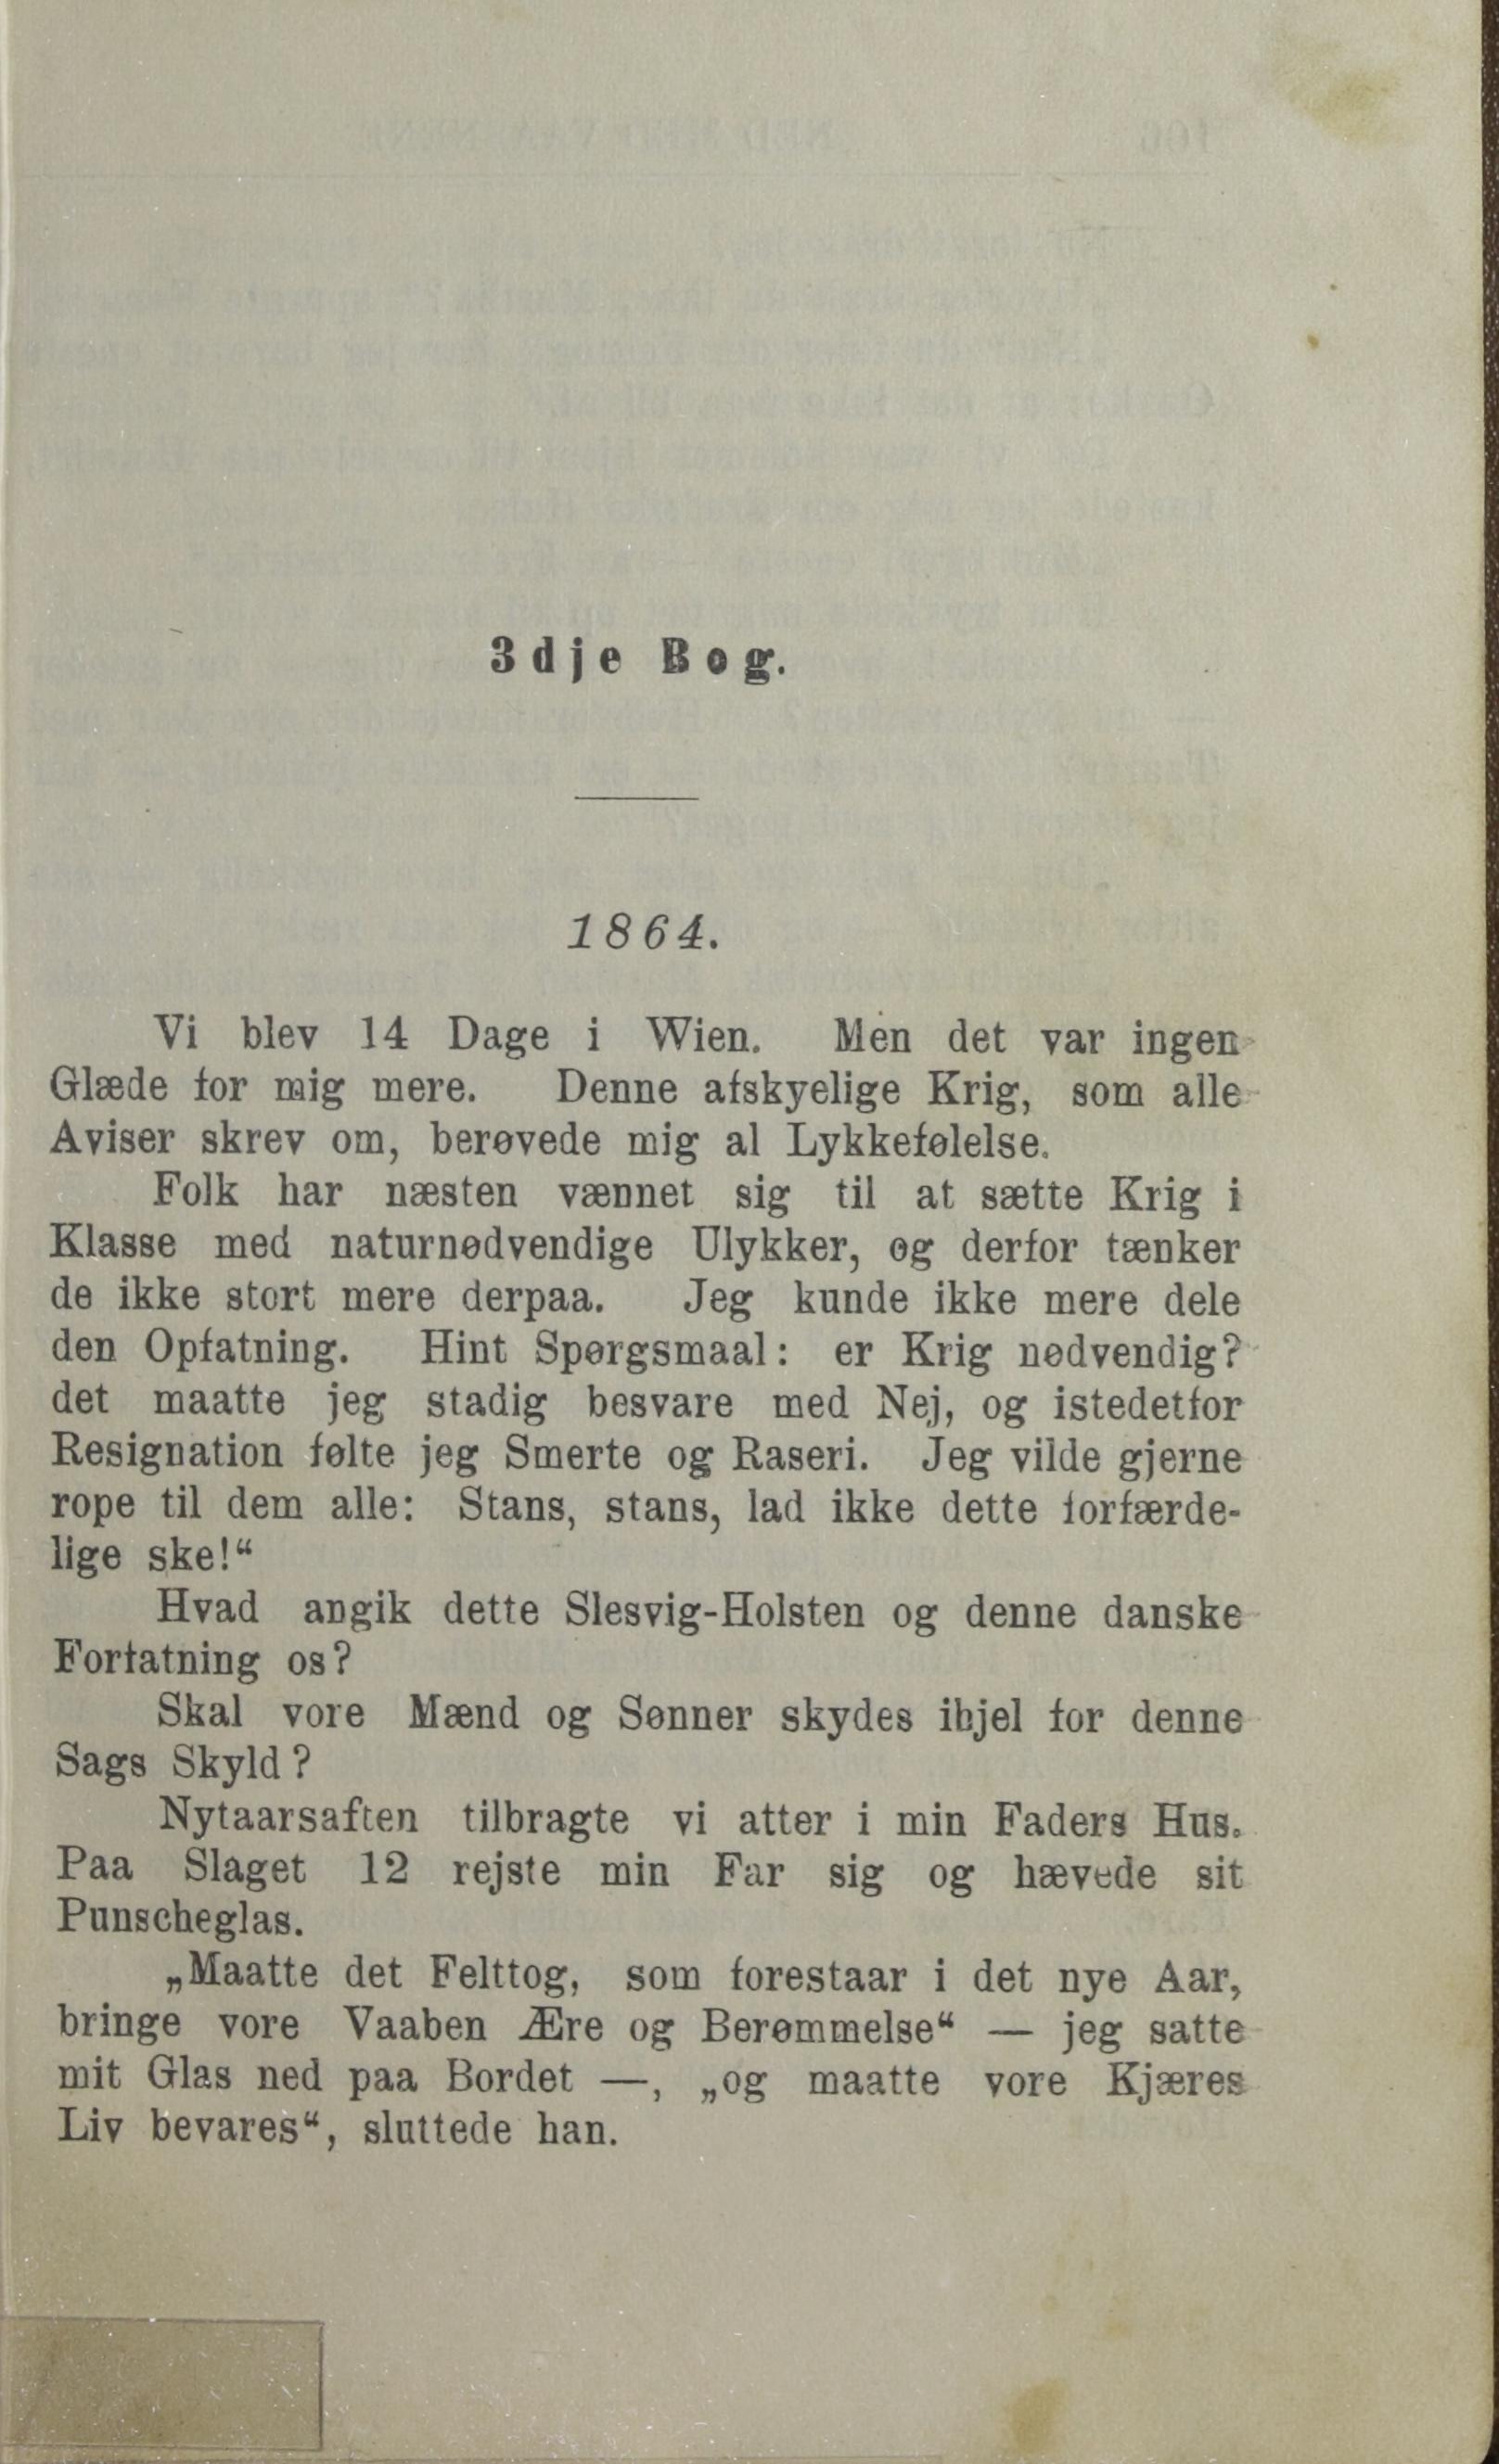 3dje Bog.
1864.
Vi blev 14 Dage i Wien. Men det var ingen
Glæde for mig mere. Denne afskyelige Krig, som alle
Aviser skrev om, berøvede mig al Lykkefølelse.
Folk har næsten vænnet sig til at sætte Krig i
Klasse med naturnødvendige Ulykker, og derfor tænker
de ikke stort mere derpaa. Jeg kunde ikke mere dele
den Opfatning. Hint Spørgsmaal: er Krig nødvendig?
det maatte jeg stadig besvare med Nej, og istedetfor
Resignation følte jeg Smerte og Raseri. Jeg vilde gjerne
rope til dem alle: Stans, stans, lad ikke dette forfærde-
lige ske!“
Hvad angik dette Slesvig-Holsten og denne danske
Forfatning os?
Skal vore Mænd og Sønner skydes ihjel for denne
Sags Skyld?
Nytaarsaften tilbragte vi atter i min Faders Hus.
Paa Slaget 12 rejste min Far sig og hævede sit
Punscheglas.
„Maatte det Felttog, som forestaar i det nye Aar,
bringe vore Vaaben Ære og Berømmelse“ — jeg satte
mit Glas ned paa Bordet —, „og maatte vore Kjæres
Liv bevares“, sluttede han.